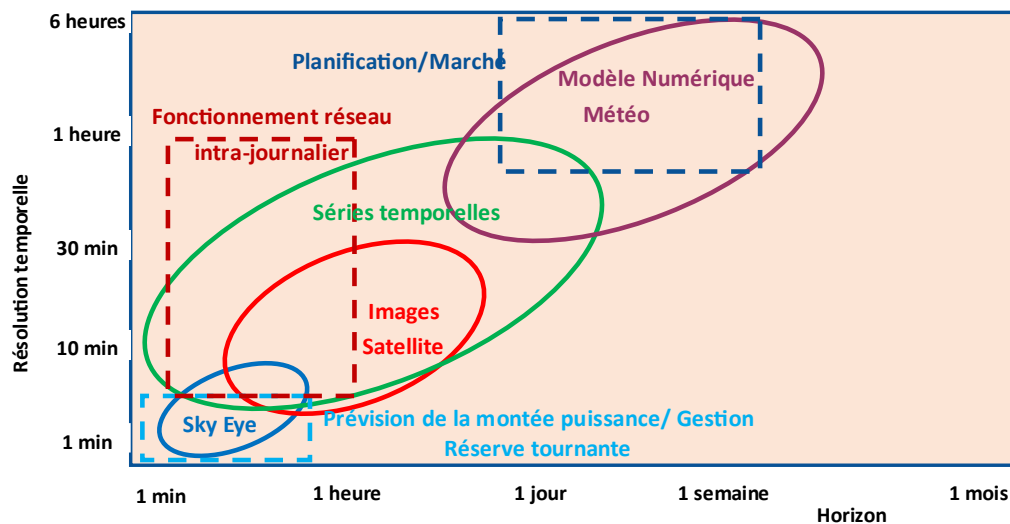 6 heures
Planification/Marché
Modèle Numérique
Météo
Fonctionnement réseau
intra-journalier
1 heure
Séries temporelles
30 min
Résolution temporelle
Images
Satellite
10 min
Sky Eye
Prévision de la montée puissance/ Gestion
Réserve tournante
1 min
1 min
1 heure
1 jour
1 semaine
1 mois
Horizon